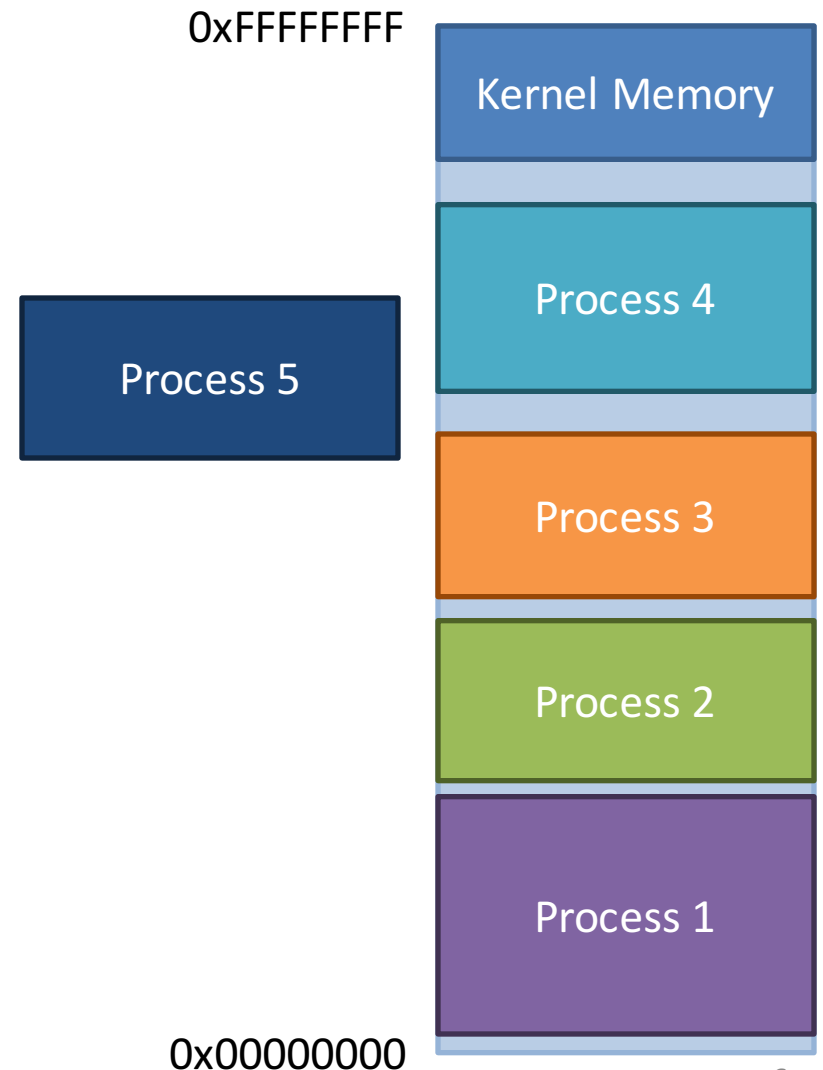 0xFFFFFFFF
Kernel Memory
Process 4
Process 5
Process 3
Process 2
Process 1
0x00000000